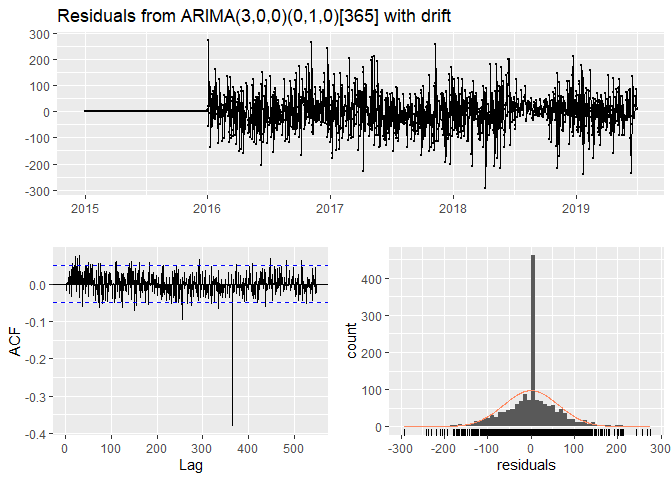 Residuals from ARIMA(3,0,0)(0,1,0)[365] with drift
300
200
100
0
-100
-200
-300
2015 2016 2017 2018 2019
0.0
-0.1
-0.2
-0.3
-0.4
ACF
0 100 200 300 400 500
Lag
400
300
200
100
0
count
-300 -200 -100 0 100 200 300
residuals